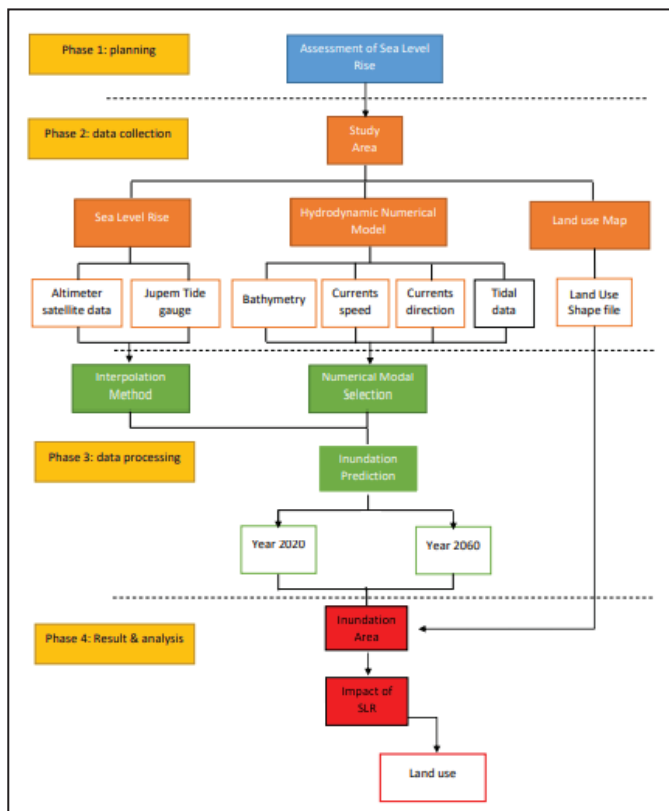 Phase 1: planning
Assessment of Sea Level
Rise
Phase 2: data collection
Study
Area
Sea Level Rise
Hydrodynamic Numerical
Model
Land use Map
Altimeter
satellite data
Jupem Tide
gauge
Bathymetry
Currents
speed
Currents
direction
Tidal
data
Land Use
Shape file
Interpolation
Method
Numerical Modal
Selection
Phase 3: data processing
Inundation
Prediction
Year 2020
Year 2060
Phase 4: Result & analysis
Inundation
Area
Impact of
SLR
Land use